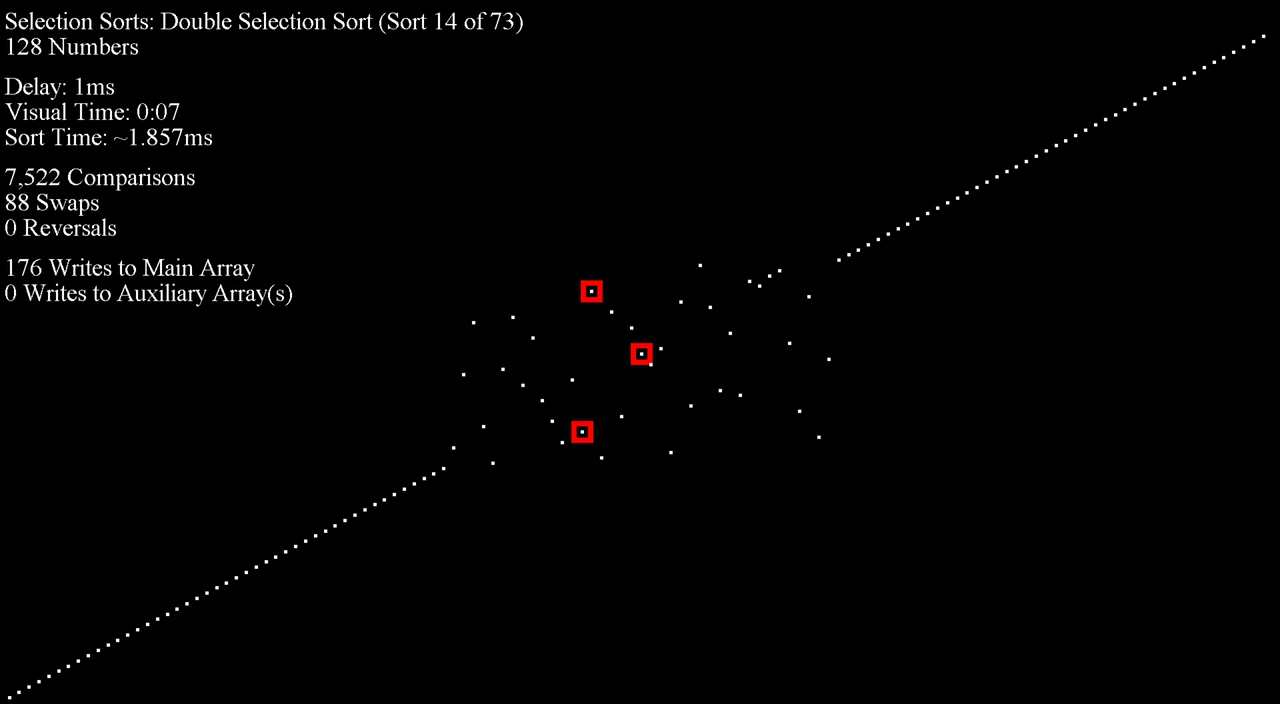 Selection Sorts: Double Selection Sort (Sort 14 of 73)
128 Numbers
Delay: 1ms
Visual Time: 0:07
Sort Time: ~1.857ms
7,522 Comparisons
88 Swaps
0 Reversals
176 Writes to Main Array
0 Writes to Auxiliary Array(s)